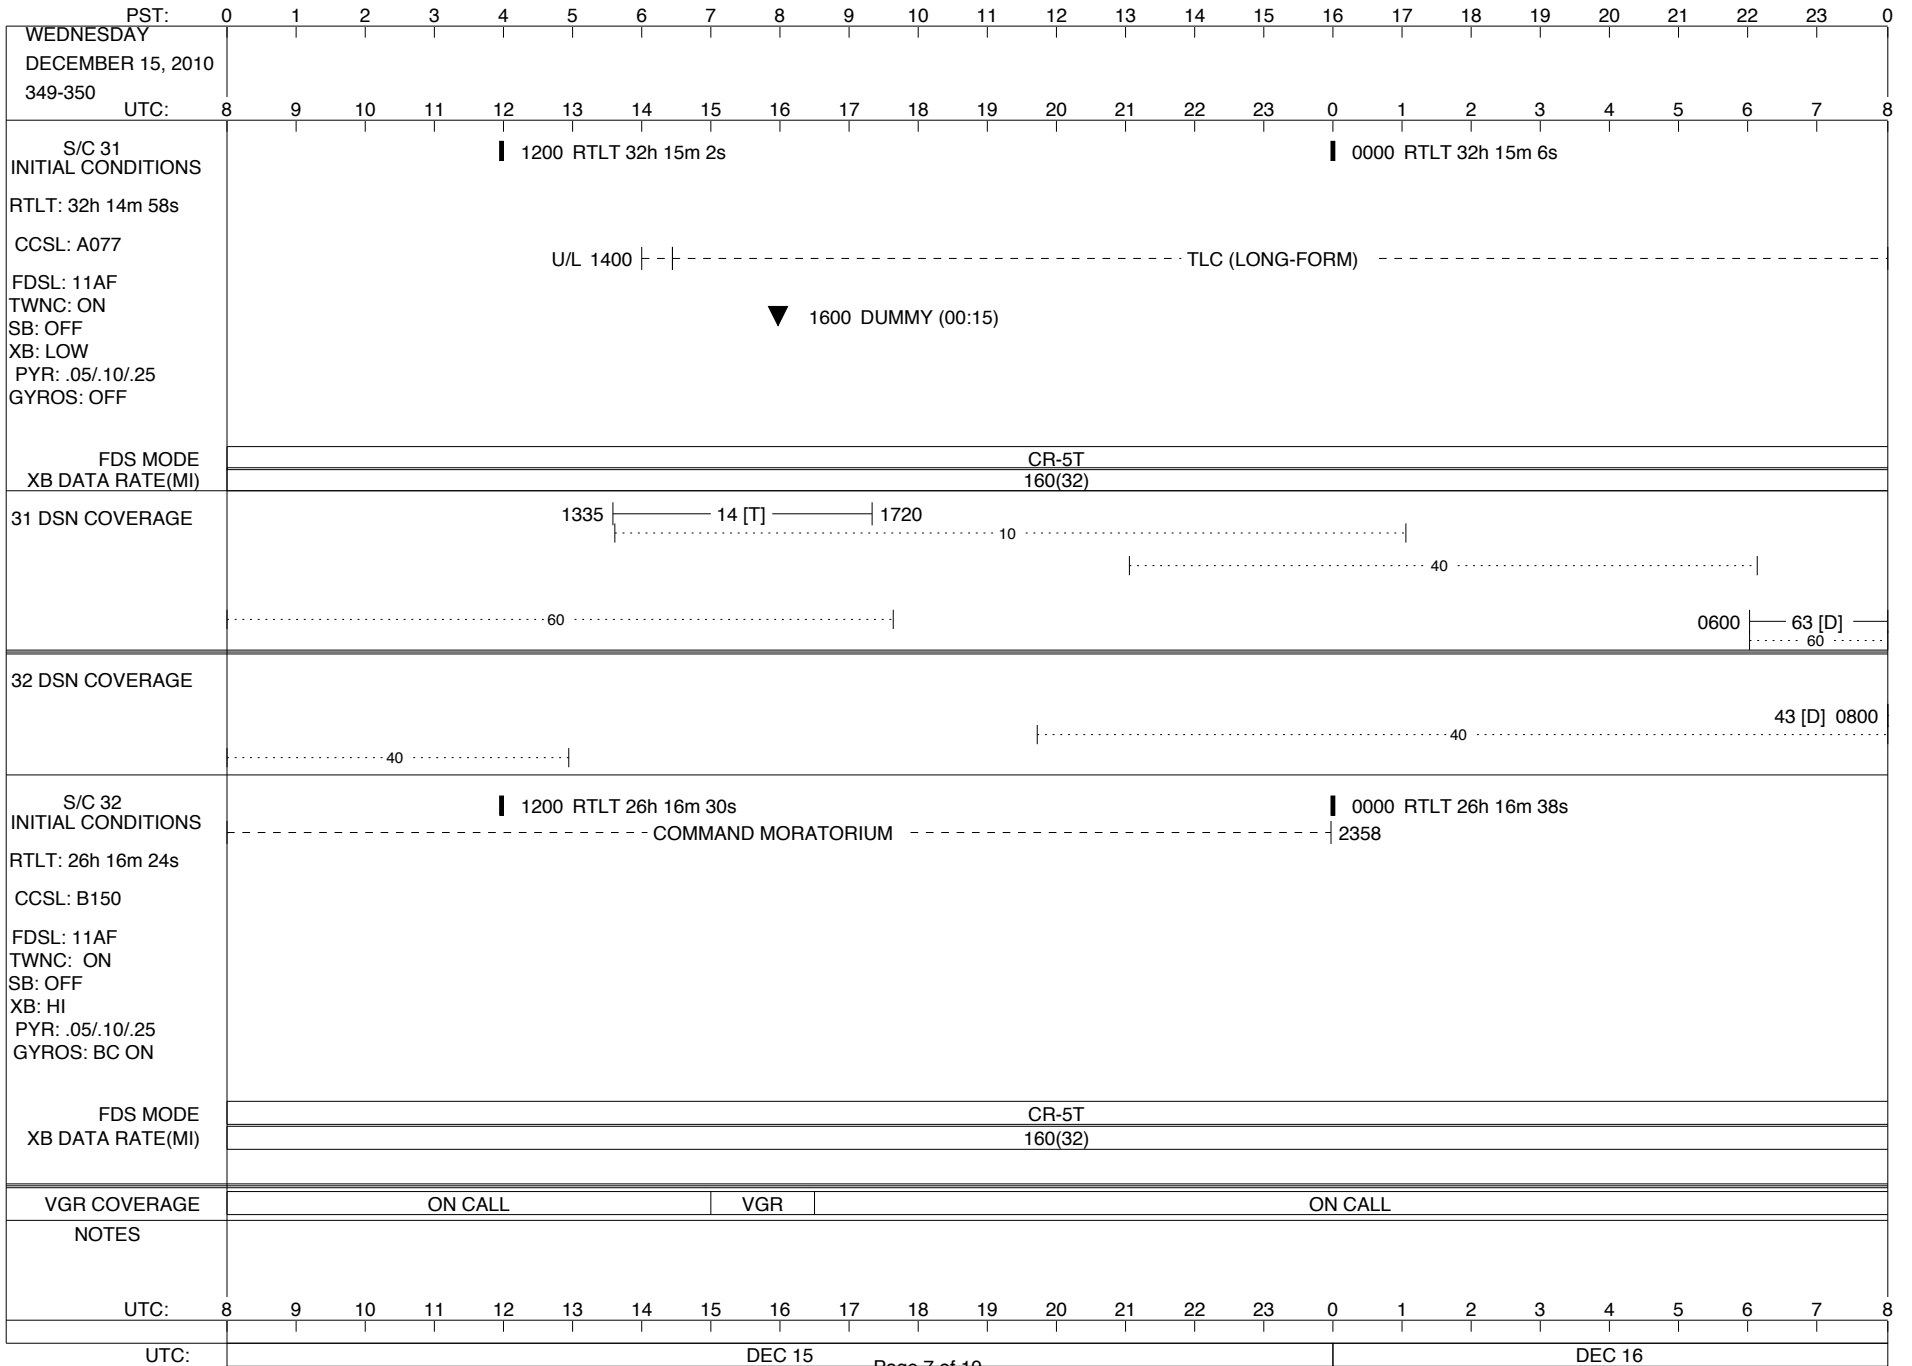 PST: 0 1 2 3 4 5 6 7 8 9 10 11 12 13 14 15 16 17 18 19 20 21 22 23 0
WEDNESDAY
DECEMBER 15, 2010
349-350
UTC: 8 9 10 11 12 13 14 15 16 17 18 19 20 21 22 23 0 1 2 3 4 5 6 7 8
S/C 31
INITIAL CONDITIONS
1200 RTLT 32h 15m 2s
0000 RTLT 32h 15m 6s
RTLT: 32h 14m 58s
CCSL: A077
U/L 1400
TLC (LONG-FORM)
FDSL: 11AF
TWNC: ON
1600 DUMMY (00:15)
SB: OFF
XB: LOW
PYR: .05/.10/.25
GYROS: OFF
FDS MODE
CR-5T
XB DATA RATE(MI)
160(32)
31 DSN COVERAGE
1335 14 [T] 1720
10
40
60
0600 63 [D]
60
32 DSN COVERAGE
43 [D] 0800
40
40
S/C 32
INITIAL CONDITIONS
1200 RTLT 26h 16m 30s
0000 RTLT 26h 16m 38s
COMMAND MORATORIUM
2358
RTLT: 26h 16m 24s
CCSL: B150
FDSL: 11AF
TWNC: ON
SB: OFF
XB: HI
PYR: .05/.10/.25
GYROS: BC ON
FDS MODE
CR-5T
XB DATA RATE(MI)
160(32)
VGR COVERAGE
ON CALL
VGR
ON CALL
NOTES
UTC: 8 9 10 11 12 13 14 15 16 17 18 19 20 21 22 23 0 1 2 3 4 5 6 7 8
UTC:
DEC 15
DEC 16
Page 7 of 19